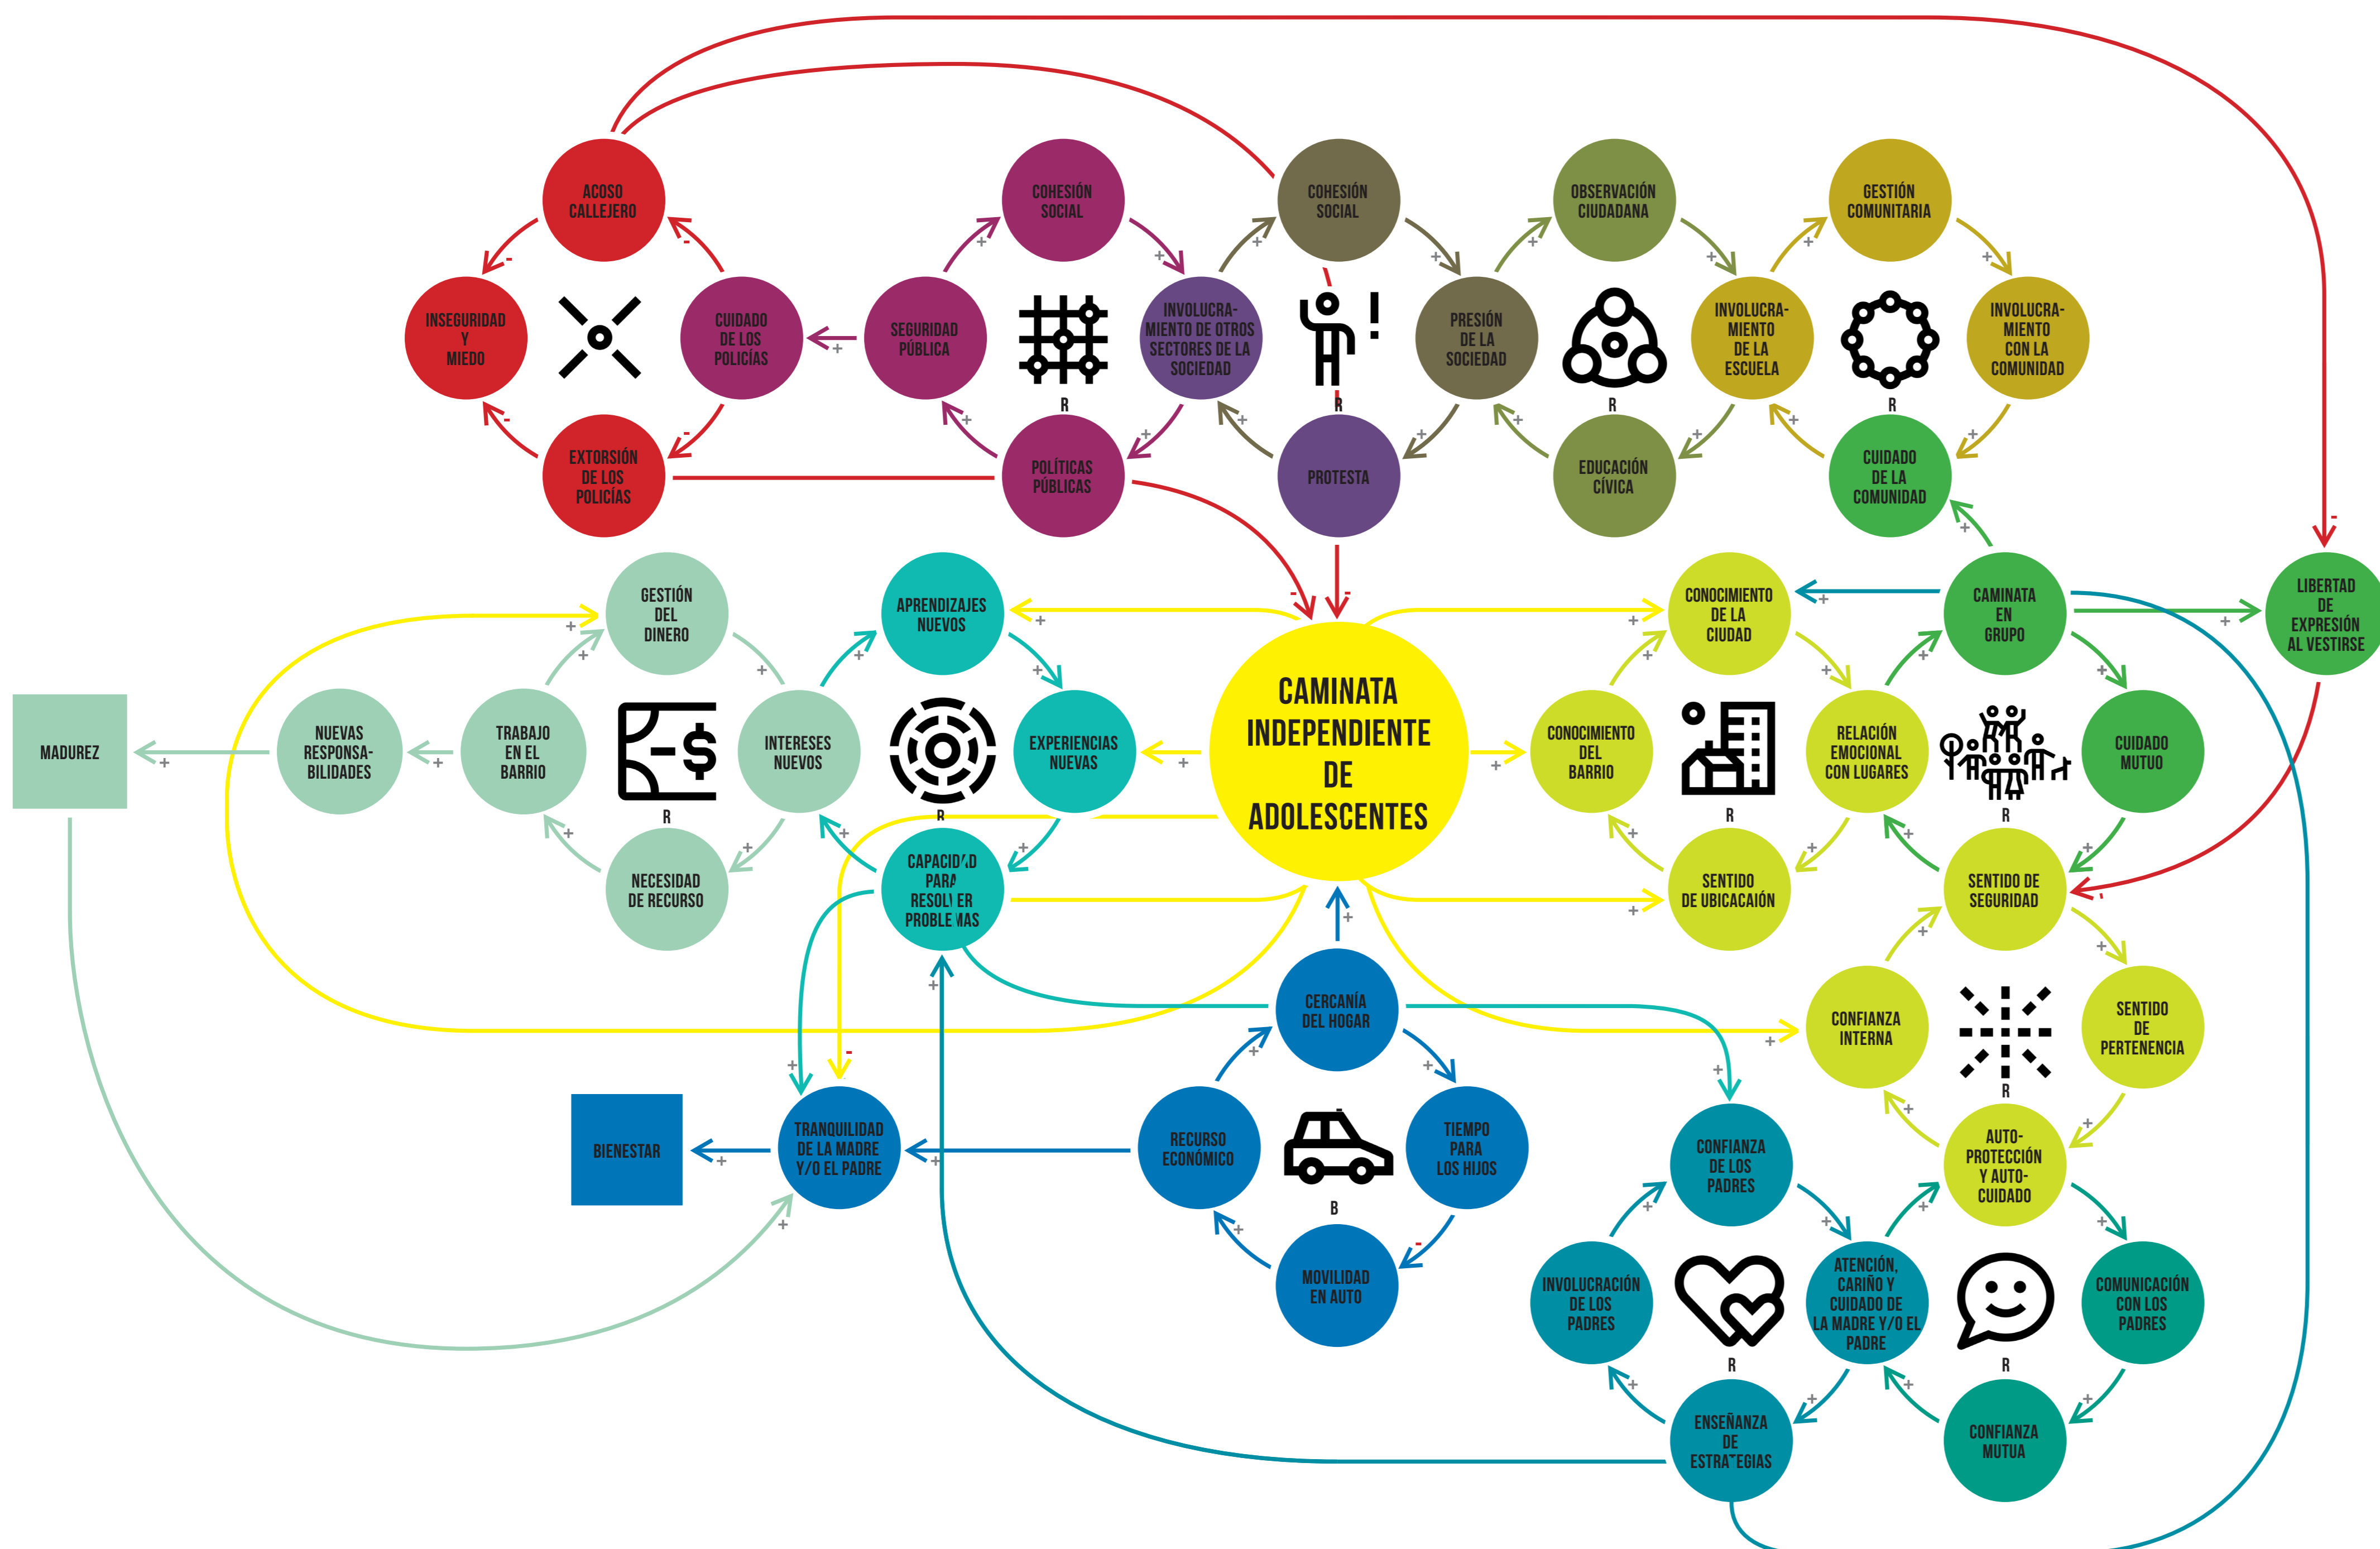 ACOSO
CALLEJERO
COHESIÓN
SOCIAL
COHESIÓN
SOCIAL
OBSERVACIÓN
CIUDADANA
GESTIÓN
COMUNITARIA
INSEGURIDAD
Y
MIEDO
CUIDADO
DE LOS
POLICÍAS
SEGURIDAD
PÚBLICA
INVOLUCRA-
MIENTO DE OTROS
SECTORES DE LA
SOCIEDAD
PRESIÓN
DE LA
SOCIEDAD
INVOLUCRA-
MIENTO
DE LA
ESCUELA
INVOLUCRA-
MIENTO
CON LA
COMUNIDAD
R
R
R
R
EXTORSIÓN
DE LOS
POLICÍAS
POLÍTICAS
PÚBLICAS
PROTESTA
EDUCACIÓN
CÍVICA
CUIDADO
DE LA
COMUNIDAD
GESTIÓN
DEL
DINERO
APRENDIZAJES
NUEVOS
CONOCIMIENTO
DE LA
CIUDAD
CAMINATA
EN
GRUPO
LIBERTAD
DE
EXPRESIÓN
AL VESTIRSE
MADUREZ
NUEVAS
RESPONSA-
BILIDADES
TRABAJO
EN EL
BARRIO
$
INTERESES
NUEVOS
EXPERIENCIAS
NUEVAS
CAMINATA
INDEPENDIENTE
DE
ADOLESCENTES
CONOCIMIENTO
DEL
BARRIO
RELACIÓN
EMOCIONAL
CON LUGARES
CUIDADO
MUTUO
R
R
R
R
NECESIDAD
DE RECURSO
CAPACIDAD
PARA
RESOLVER
PROBLEMAS
SENTIDO
DE UBICACAIÓN
SENTIDO DE
SEGURIDAD
CERCANÍA
DEL HOGAR
CONFIANZA
INTERNA
SENTIDO
DE
PERTENENCIA
R
BIENESTAR
TRANQUILIDAD
DE LA MADRE
Y/O EL PADRE
RECURSO
ECONÓMICO
TIEMPO
PARA
LOS HIJOS
B
CONFIANZA
DE LOS
PADRES
AUTO-
PROTECCIÓN
Y AUTO-
CUIDADO
MOVILIDAD
EN AUTO
INVOLUCRACIÓN
DE LOS
PADRES
ATENCIÓN,
CARIÑO Y
CUIDADO DE
LA MADRE Y/O EL
PADRE
COMUNICACIÓN
CON LOS
PADRES
R
R
ENSEÑANZA
DE
ESTRATEGIAS
CONFIANZA
MUTUA